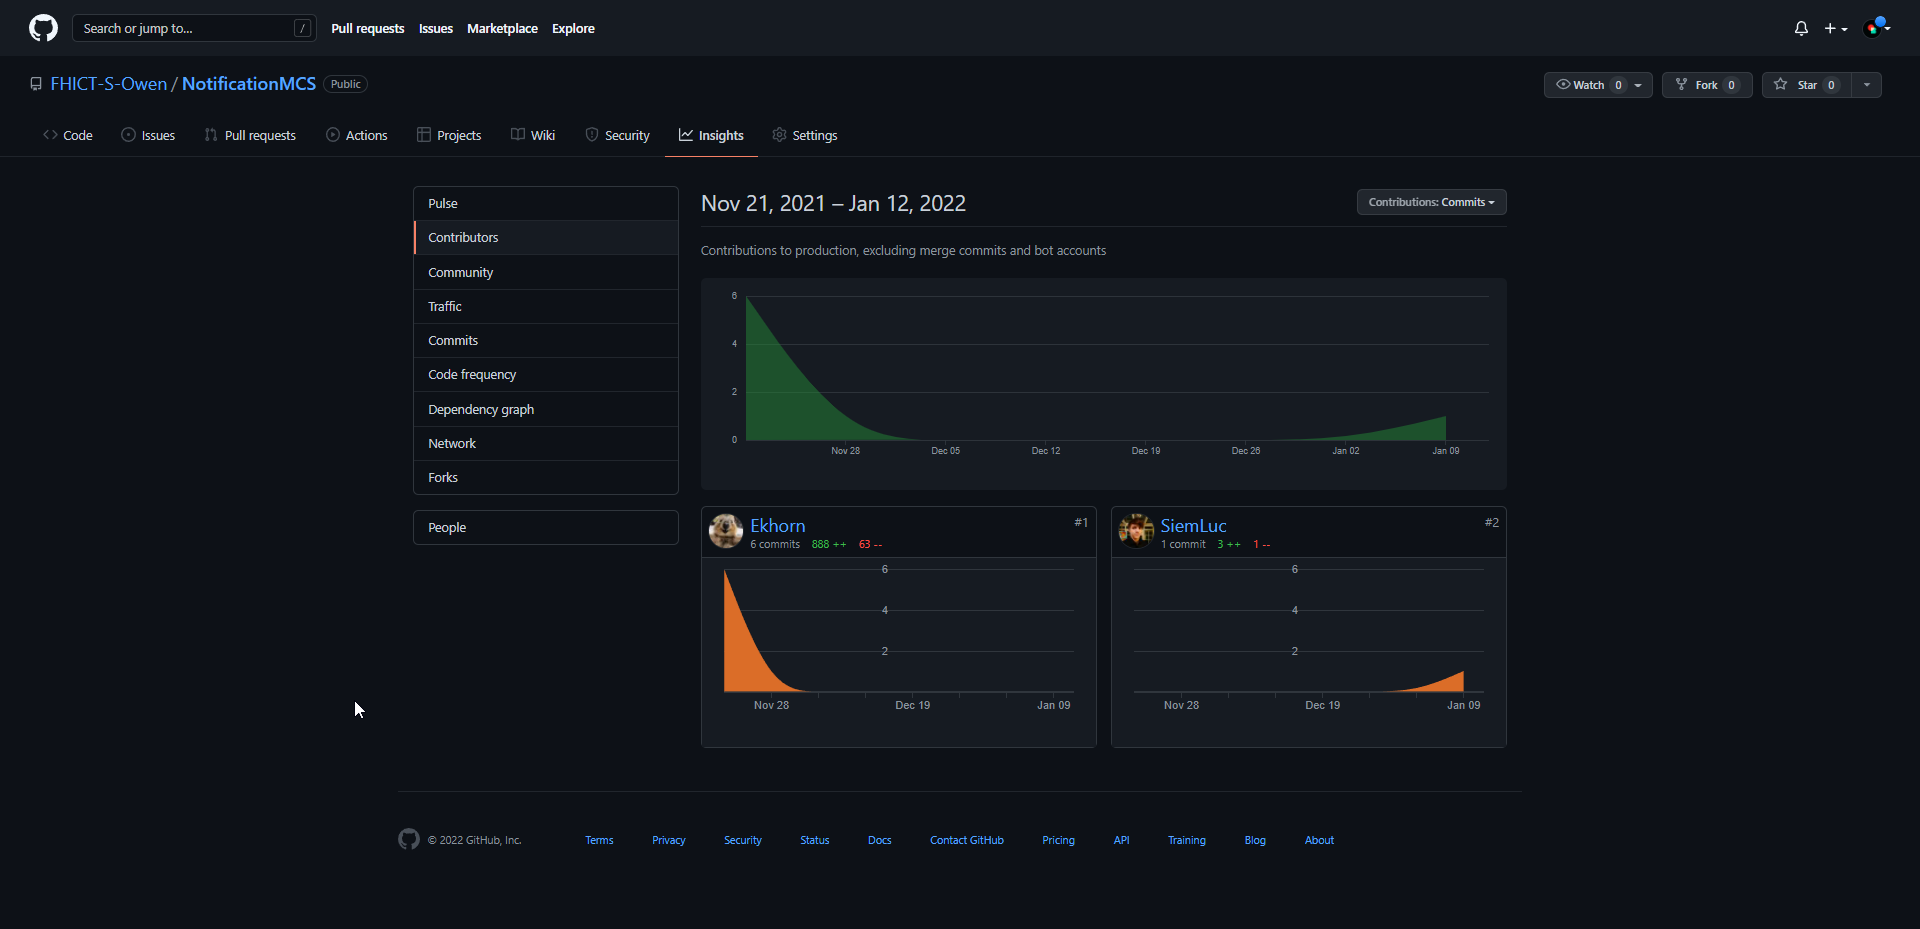 Search or jump to... / Pull requests Issues Marketplace Explore
FHICT-S-Owen / NotificationMCS Public Watch 0 Fork 0 Star 0
Code Issues Pull requests Actions Projects Wiki Security Insights Settings
Pulse
Contributors
Community
Traffic
Commits
Code frequency
Dependency graph
Network
Forks
People
Nov 21, 2021 – Jan 12, 2022 Contributions: Commits
Contributions to production, excluding merge commits and bot accounts
6
4
2
0
Nov 28 Dec 05 Dec 12 Dec 19 Dec 26 Jan 02 Jan 09
Ekhorn #1
6 commits 888 ++ 63 --
6
4
2
Nov 28 Dec 19 Jan 09
SiemLuc #2
1 commit 3 ++ 1 --
6
4
2
Nov 28 Dec 19 Jan 09
© 2022 GitHub, Inc. Terms Privacy Security Status Docs Contact GitHub Pricing API Training Blog About